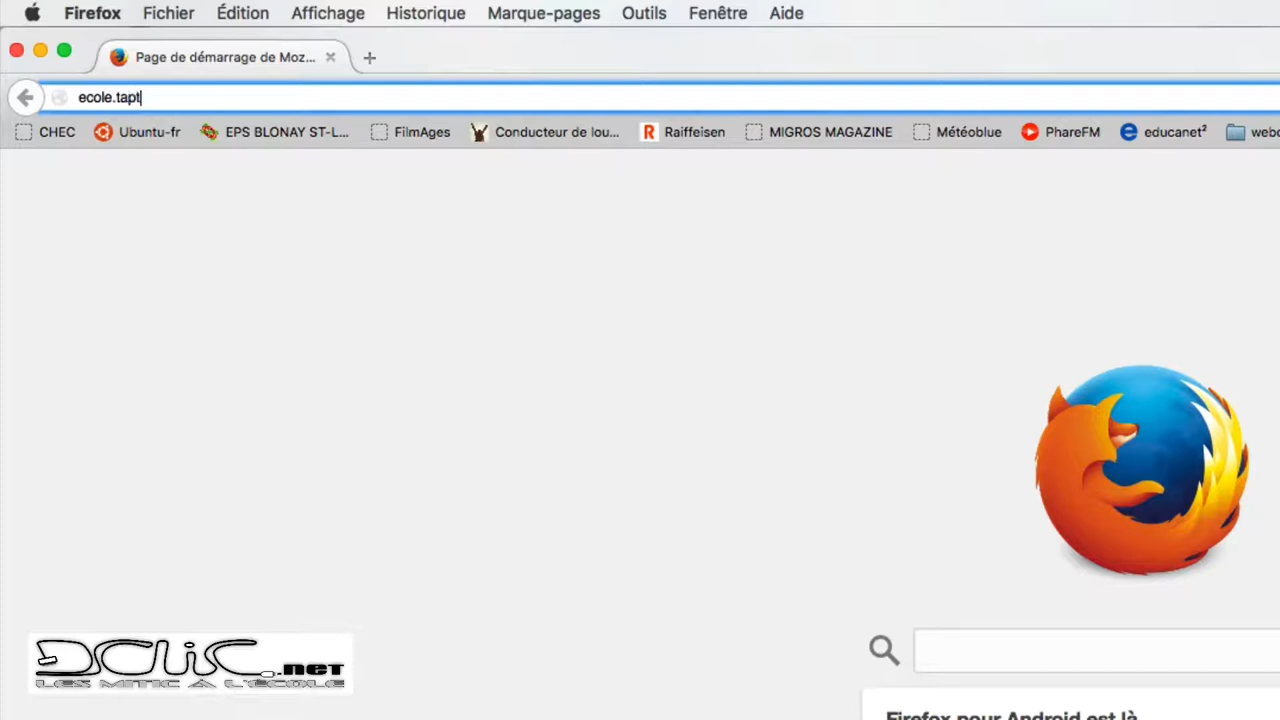 Firefox Fichier Édition Affichage Historique Marque-pages Outils Fenêtre Aide
Page de démarrage de Moz...
ecole.tapt
CHEC Ubuntu-fr EPS BLONAY ST-L... FilmAges Conducteur de lou... Raiffeisen MIGROS MAGAZINE Météoblue PhareFM educanet² webc
DCLIC.net
LES MITIC À L'ÉCOLE
Firefox pour Android est là